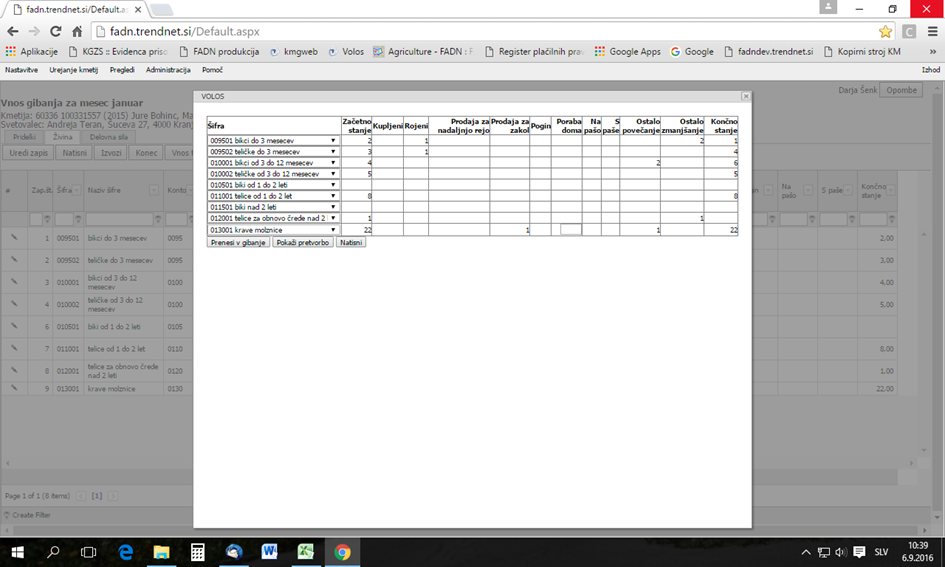 fadn.trendnet.si/Default.aspx
fadn.trendnet.si/Default.aspx
Aplikacije KGZS :: Evidenca prisc FADN produkcija kmgweb Volos Agriculture - FADN : F Register plačilnih prav Google Apps Google fadndev.trendnet.si Kopirni stroj KM »
Nastavitve Urejanje kmetij Pregledi Administracija Pomoč Izhod
Darja Šenk Opombe
Vnos gibanja za mesec januar
Kmetija: 60336 100331557 (2015) Jure Bohinc, Ma
Svetovalec: Andreja Teran, Šuceva 27, 4000 Kranj
Pridelki Živina Delovna sila
Uredi zapis Natisni Izvozi Konec Vnos
# Zap.št. Šifra Naziv šifre Konto Na pašo S paše Končno stanje
1 009501 bikci do 3 mesecev 0095 2,00
2 009502 teličke do 3 mesecev 0095 3,00
3 010001 bikci od 3 do 12 mesecev 0100 4,00
4 010002 teličke od 3 do 12 mesecev 0100 5,00
6 010501 biki od 1 do 2 leti 0105
7 011001 telice od 1 do 2 let 0110 8,00
8 012001 telice za obnovo črede nad 2 leti 0120 1,00
9 013001 krave molznice 0130 22,00
Page 1 of 1 (8 items) [1]
Create Filter
VOLOS
Šifra Začetno stanje Kupljeni Rojeni Prodaja za nadaljnjo rejo Prodaja za zakol Pogin Poraba doma Na pašo S paše Ostalo povečanje Ostalo zmanjšanje Končno stanje
009501 bikci do 3 mesecev 2 1 2 1
009502 teličke do 3 mesecev 3 1 4
010001 bikci od 3 do 12 mesecev 4 2 6
010002 teličke od 3 do 12 mesecev 5 5
010501 biki od 1 do 2 leti
011001 telice od 1 do 2 let 8 8
011501 biki nad 2 leti
012001 telice za obnovo črede nad 2 1 1
013001 krave molznice 22 1 1 22
Prenesi v gibanje Pokaži pretvorbo Natisni
SLV
10:39
6.9.2016